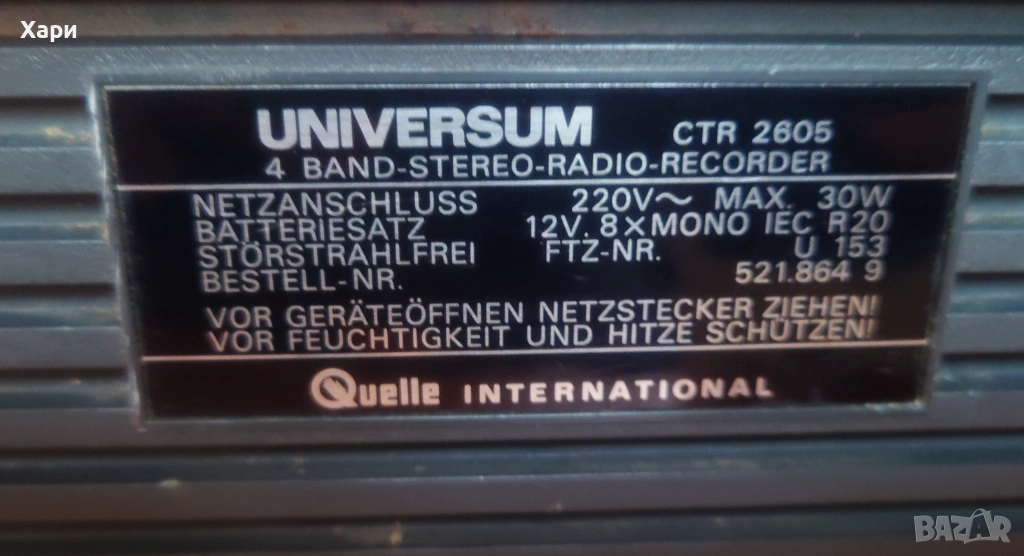 Хари
UNIVERSUM CTR 2605
4 BAND-STEREO-RADIO-RECORDER
NETZANSCHLUSS 220V~ MAX. 30W
BATTERIESATZ 12V. 8×MONO IEC R20
STÖRSTRAHLFREI FTZ-NR. U 153
BESTELL-NR. 521.864 9
VOR GERÄTEÖFFNEN NETZSTECKER ZIEHEN!
VOR FEUCHTIGKEIT UND HITZE SCHÜTZEN!
Quelle INTERNATIONAL
BAZAR